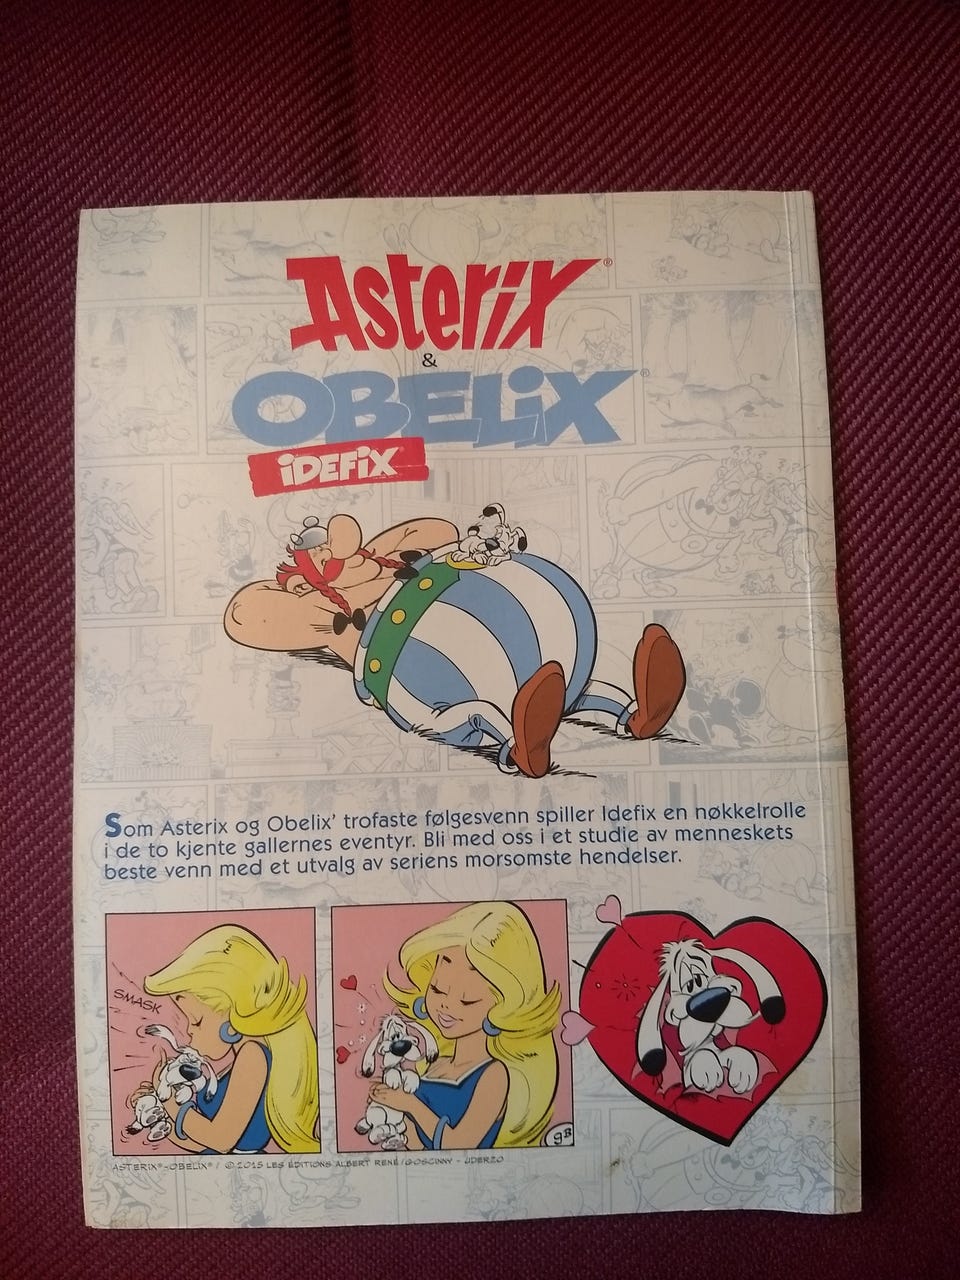 Asterix®
&
OBELiX®
iDEFiX®
Som Asterix og Obelix' trofaste følgesvenn spiller Idefix en nøkkelrolle
i de to kjente gallernes eventyr. Bli med oss i et studie av menneskets
beste venn med et utvalg av seriens morsomste hendelser.
SMASK
9B
ASTERIX®-OBELIX® / © 2015 LES ÉDITIONS ALBERT RENÉ / GOSCINNY - UDERZO